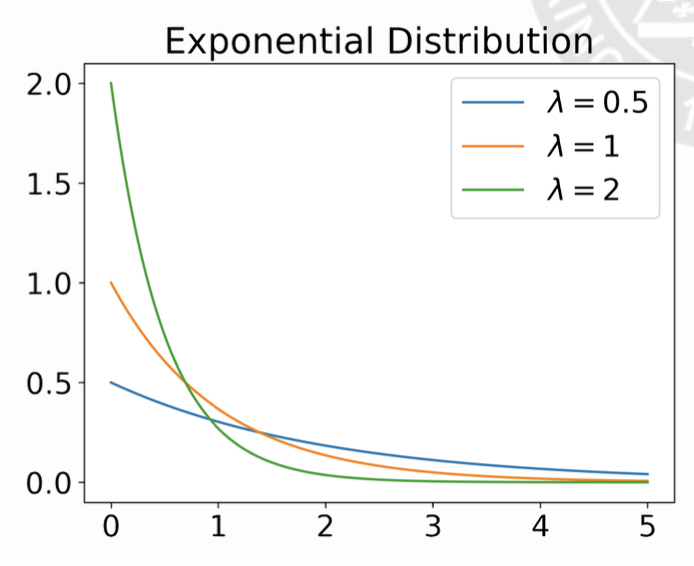 Exponential Distribution
2.0
1.5
1.0
0.5
0.0
λ = 0.5
λ = 1
λ = 2
0 1 2 3 4 5